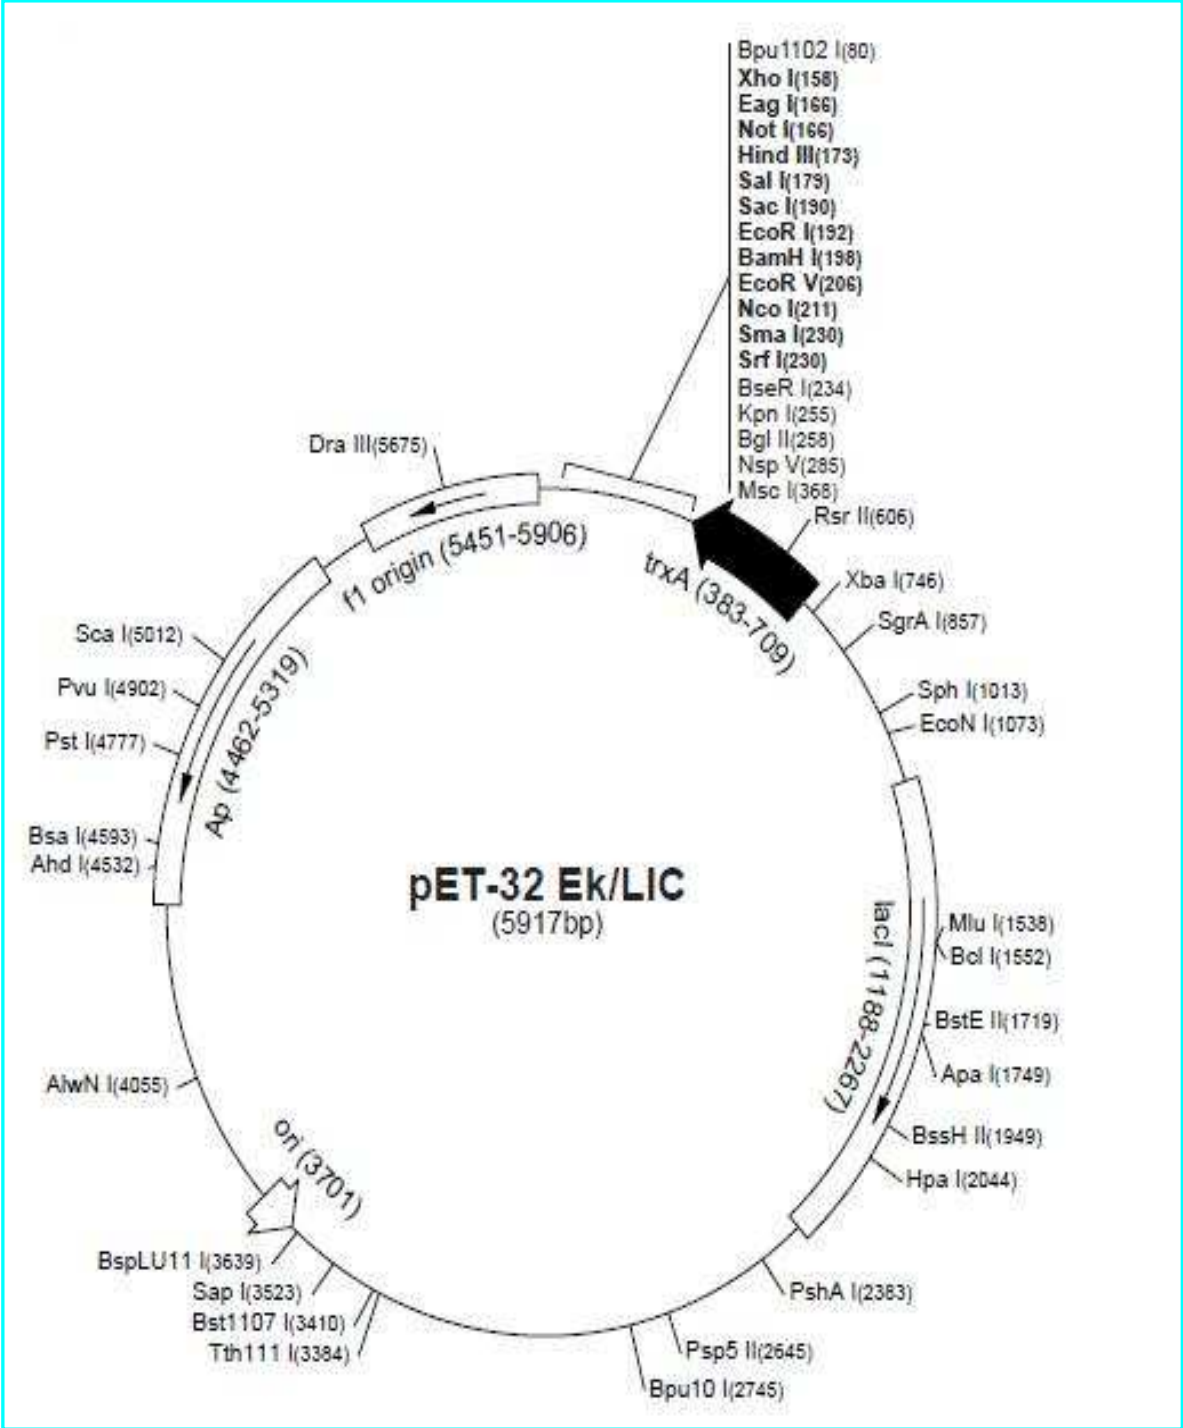 Bpu1102 I(80)
Xho I(158)
Eag I(166)
Not I(166)
Hind III(173)
Sal I(179)
Sac I(190)
EcoR I(192)
BamH I(198)
EcoR V(206)
Nco I(211)
Sma I(230)
Srf I(230)
BseR I(234)
Kpn I(255)
Bgl II(258)
Nsp V(285)
Msc I(368)
Rsr II(606)
Xba I(746)
SgrA I(857)
Sph I(1013)
EcoN I(1073)
Mlu I(1538)
Bcl I(1552)
BstE II(1719)
Apa I(1749)
BssH II(1949)
Hpa I(2044)
PshA I(2383)
Psp5 II(2645)
Bpu10 I(2745)
Tth111 I(3384)
Bst1107 I(3410)
Sap I(3523)
BspLU11 I(3639)
AlwN I(4055)
Ahd I(4532)
Bsa I(4593)
Pst I(4777)
Pvu I(4902)
Sca I(5012)
Dra III(5675)
f1 origin (5451-5906)
trxA (383-709)
lacI (1188-2267)
ori (3701)
Ap (4462-5319)
pET-32 Ek/LIC
(5917bp)